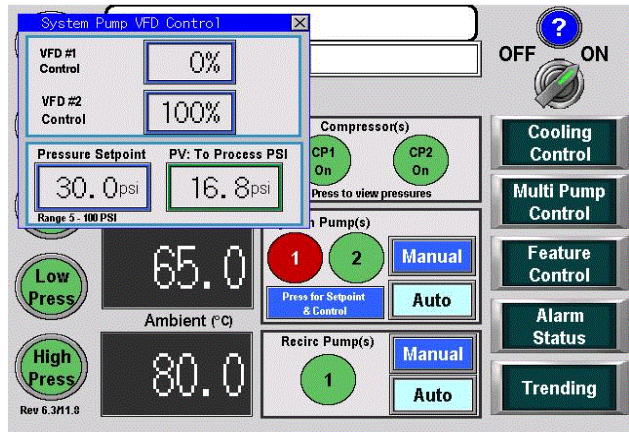 System Pump VFD Control
VFD #1
Control
0%
VFD #2
Control
100%
Pressure Setpoint
PV: To Process PSI
30.0psi
16.8psi
Range 5 - 100 PSI
?
OFF
ON
Compressor(s)
CP1
On
CP2
On
Press to view pressures
Pump(s)
1
2
Manual
Press for Setpoint
& Control
Auto
Low
Press
65.0
Ambient (°C)
High
Press
80.0
Recirc Pump(s)
1
Manual
Auto
Rev 6.3/11.8
Cooling
Control
Multi Pump
Control
Feature
Control
Alarm
Status
Trending